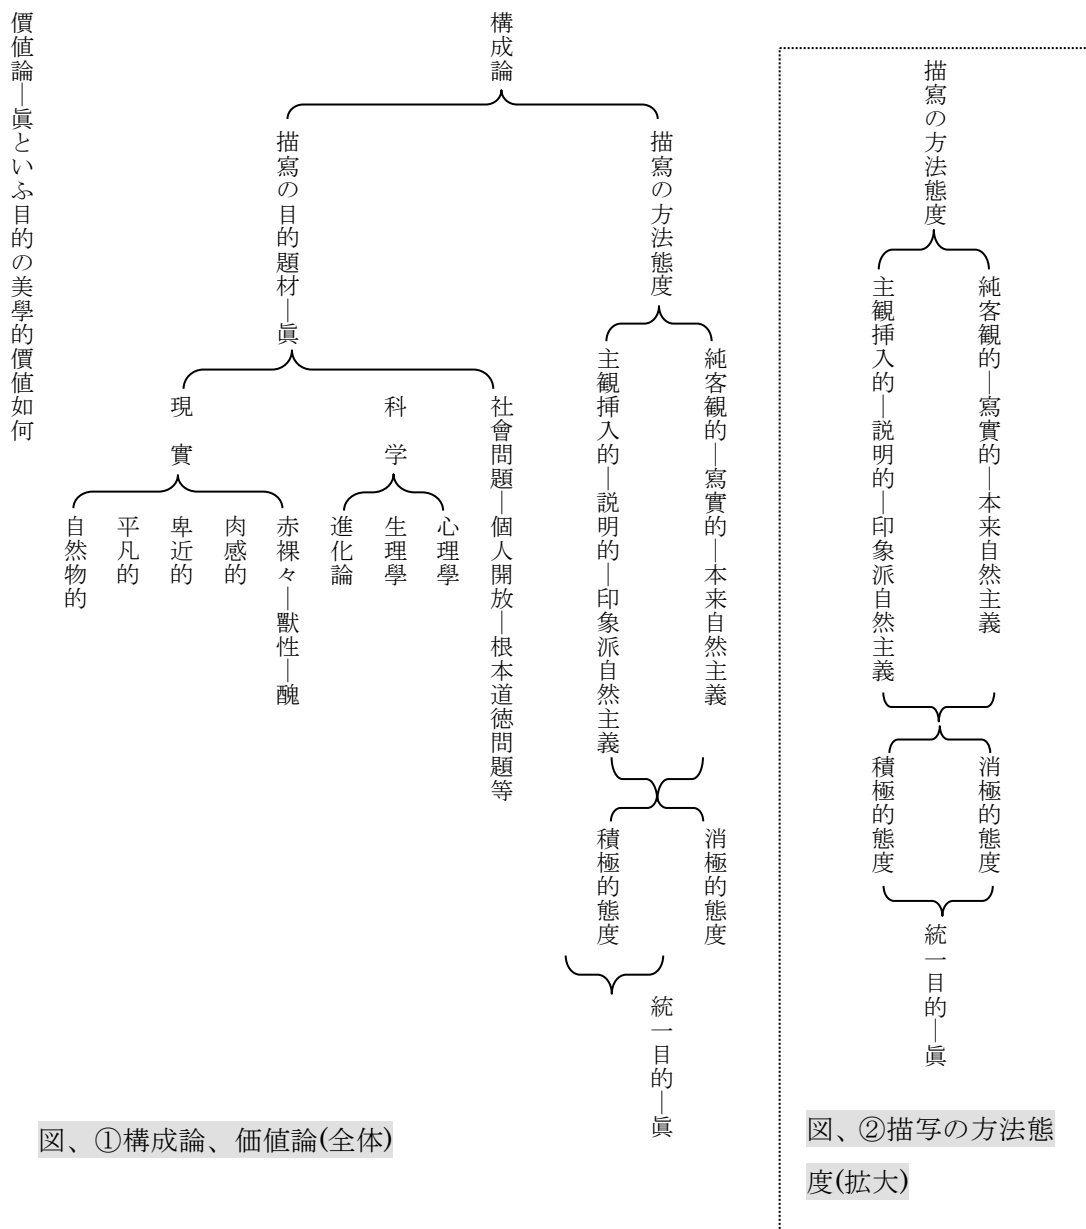 描寫の方法態度
純客観的―寫實的―本来自然主義
主観挿入的―説明的―印象派自然主義
消極的態度
積極的態度
統一目的―眞
図、②描写の方法態
度(拡大)
構成論
描寫の方法態度
純客観的―寫實的―本来自然主義
主観挿入的―説明的―印象派自然主義
消極的態度
積極的態度
統一目的―眞
描寫の目的題材―眞
社會問題―個人開放―根本道徳問題等
科学
心理學
生理學
進化論
現實
赤裸々―獸性―醜
肉感的
卑近的
平凡的
自然物的
價値論―眞といふ目的の美學的價値如何
図、①構成論、価値論(全体)